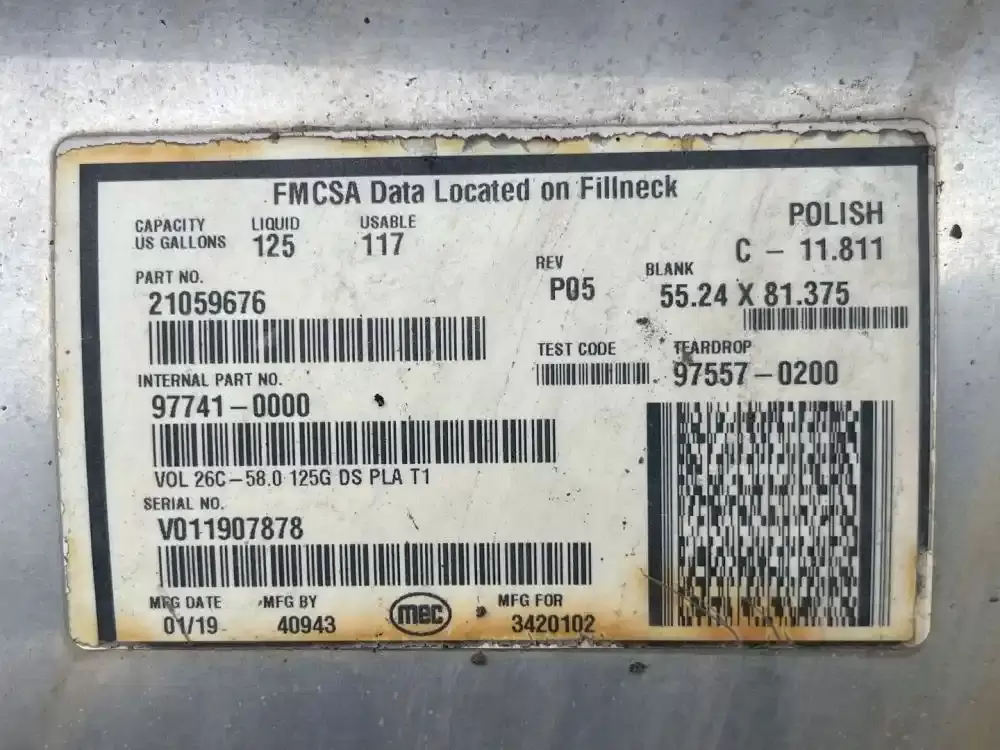 FMCSA Data Located on Fillneck
CAPACITY LIQUID USABLE
US GALLONS 125 117
POLISH
C - 11.811
PART NO. REV BLANK
21059676 P05 55.24 X 81.375
TEST CODE TEARDROP
97557-0200
INTERNAL PART NO.
97741-0000
VOL 26C-58.0 125G DS PLA T1
SERIAL NO.
V011907878
MFG DATE MFG BY mec MFG FOR
01/19 40943 3420102